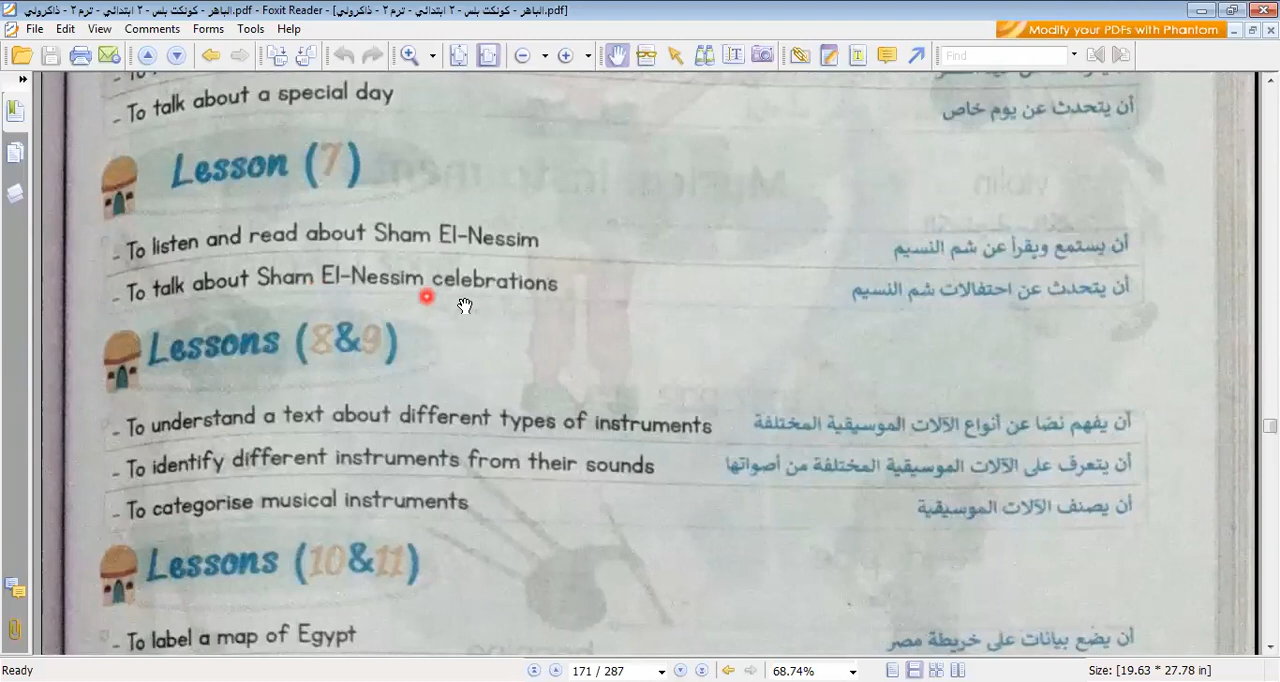 الباهر - كونكت بلس - ٢ ابتدائي - ترم ٢ - ذاكرولي.pdf - Foxit Reader - [الباهر - كونكت بلس - ٢ ابتدائي - ترم ٢ - ذاكرولي.pdf]
File Edit View Comments Forms Tools Help
Modify your PDFs with Phantom
Find
- To talk about a special day
أن يتحدث عن يوم خاص
Lesson (7)
- To listen and read about Sham El-Nessim
أن يستمع ويقرأ عن شم النسيم
- To talk about Sham El-Nessim celebrations
أن يتحدث عن احتفالات شم النسيم
Lessons (8&9)
- To understand a text about different types of instruments
أن يفهم نصًا عن أنواع الآلات الموسيقية المختلفة
- To identify different instruments from their sounds
أن يتعرف على الآلات الموسيقية المختلفة من أصواتها
- To categorise musical instruments
أن يصنف الآلات الموسيقية
Lessons (10&11)
- To label a map of Egypt
أن يضع بيانات على خريطة مصر
Ready
171 / 287
68.74%
Size: [19.63 * 27.78 in]